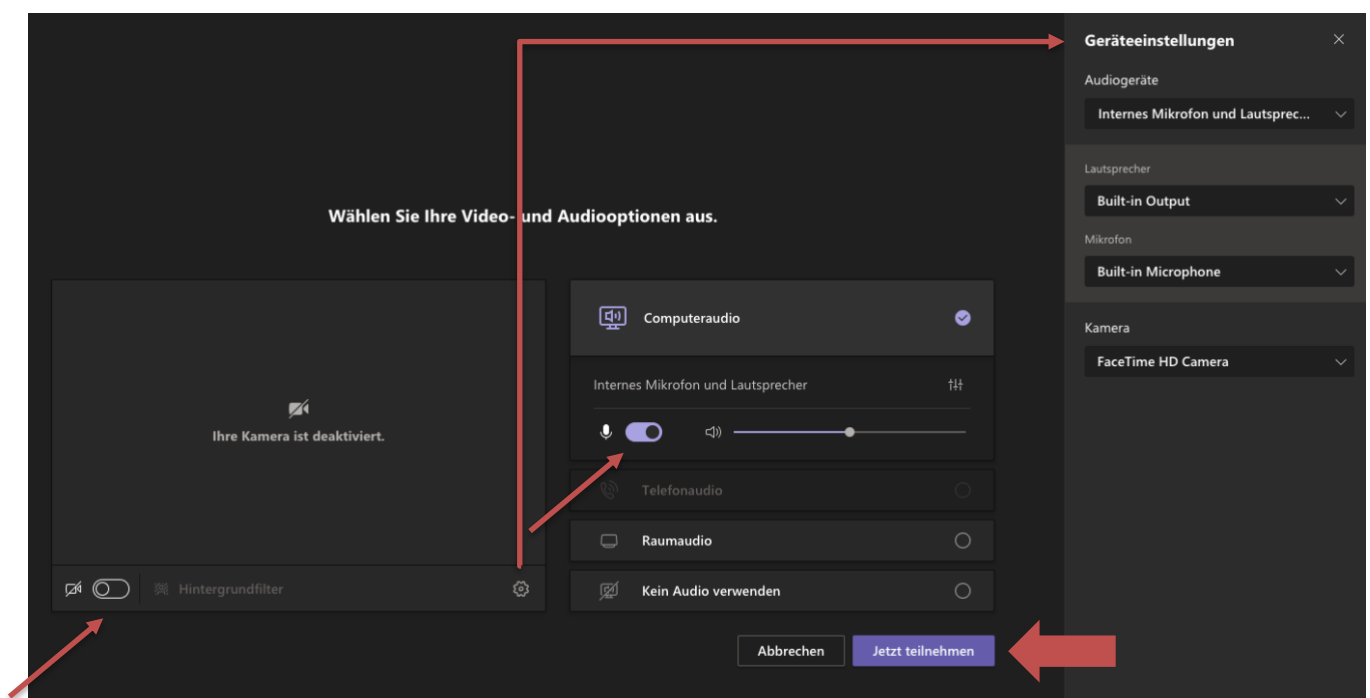 Wählen Sie Ihre Video- und Audiooptionen aus.
Ihre Kamera ist deaktiviert.
Hintergrundfilter
Computeraudio
Internes Mikrofon und Lautsprecher
Telefonaudio
Raumaudio
Kein Audio verwenden
Abbrechen
Jetzt teilnehmen
Geräteeinstellungen
Audiogeräte
Internes Mikrofon und Lautsprec...
Lautsprecher
Built-in Output
Mikrofon
Built-in Microphone
Kamera
FaceTime HD Camera